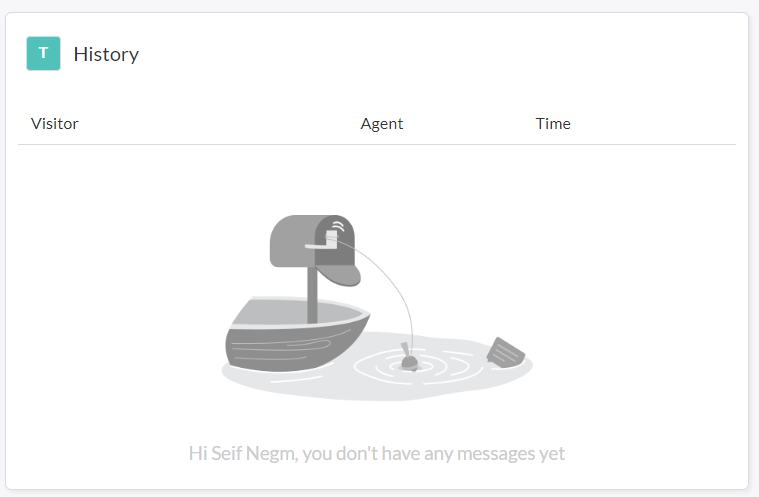 T
History
Visitor Agent Time
Hi Seif Negm, you don't have any messages yet